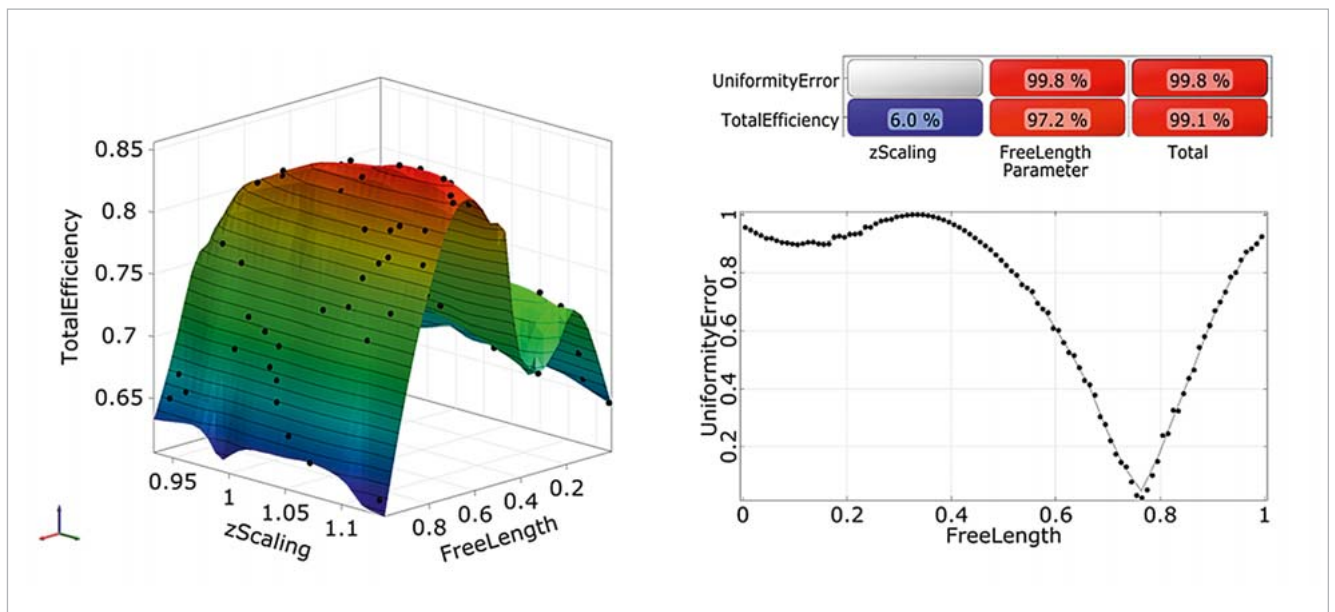 0.85
0.8
0.75
0.7
0.65
TotalEfficiency
0.95
1
1.05
1.1
zScaling
0.8
0.6
0.4
0.2
FreeLength
UniformityError 99.8 % 99.8 %
TotalEfficiency 6.0 % 97.2 % 99.1 %
zScaling FreeLength Total
Parameter
1
0.8
0.6
0.4
0.2
UniformityError
0 0.2 0.4 0.6 0.8 1
FreeLength